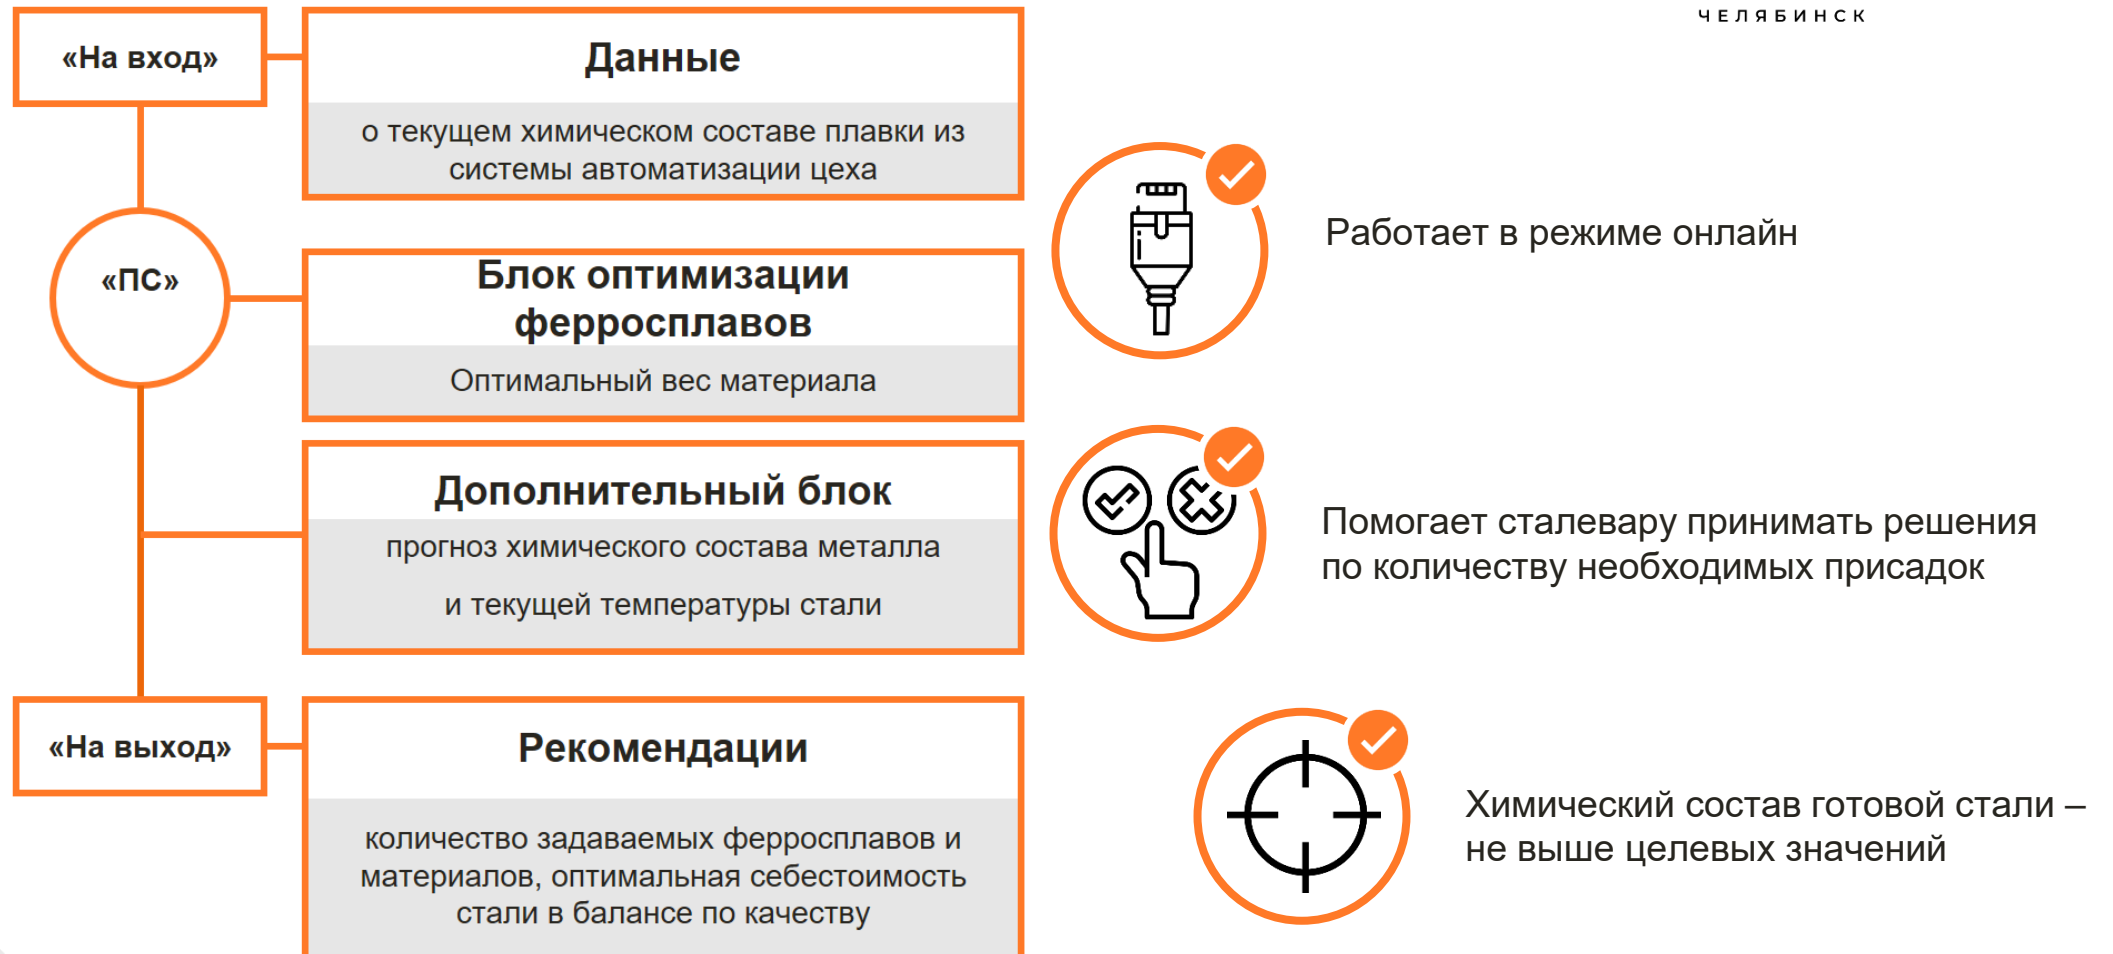 ЧЕЛЯБИНСК
«На вход»
Данные
о текущем химическом составе плавки из
системы автоматизации цеха
«ПС»
Блок оптимизации
ферросплавов
Оптимальный вес материала
Дополнительный блок
прогноз химического состава металла
и текущей температуры стали
«На выход»
Рекомендации
количество задаваемых ферросплавов и
материалов, оптимальная себестоимость
стали в балансе по качеству
Работает в режиме онлайн
Помогает сталевару принимать решения
по количеству необходимых присадок
Химический состав готовой стали –
не выше целевых значений